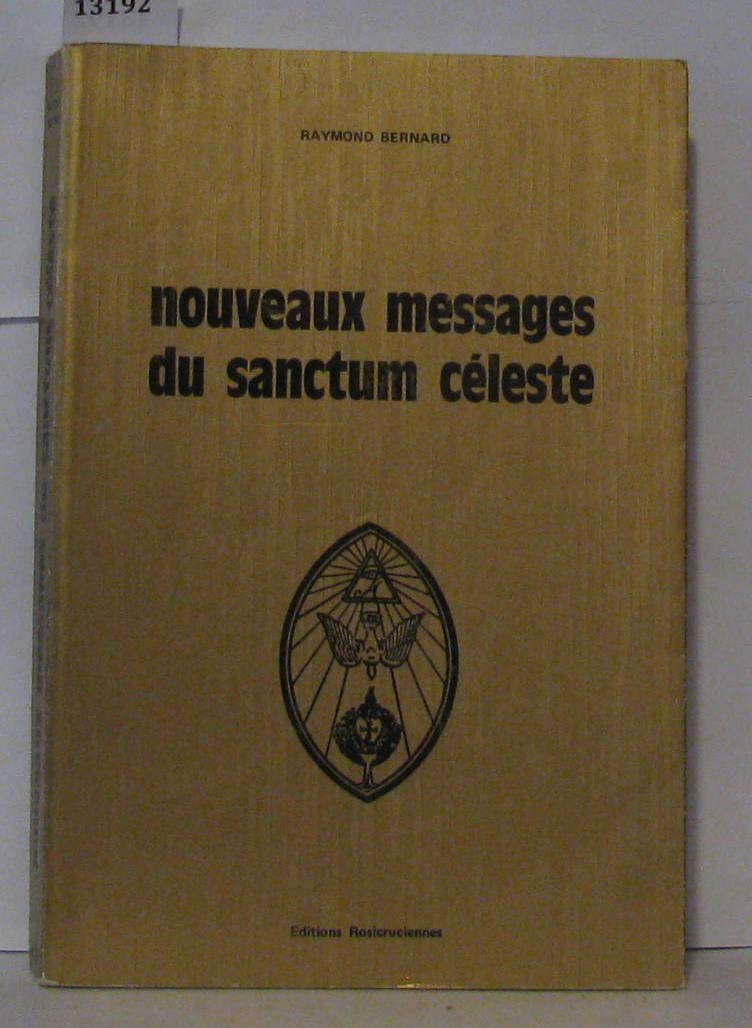 13192
RAYMOND BERNARD
nouveaux messages
du sanctum céleste
Editions Rosicruciennes